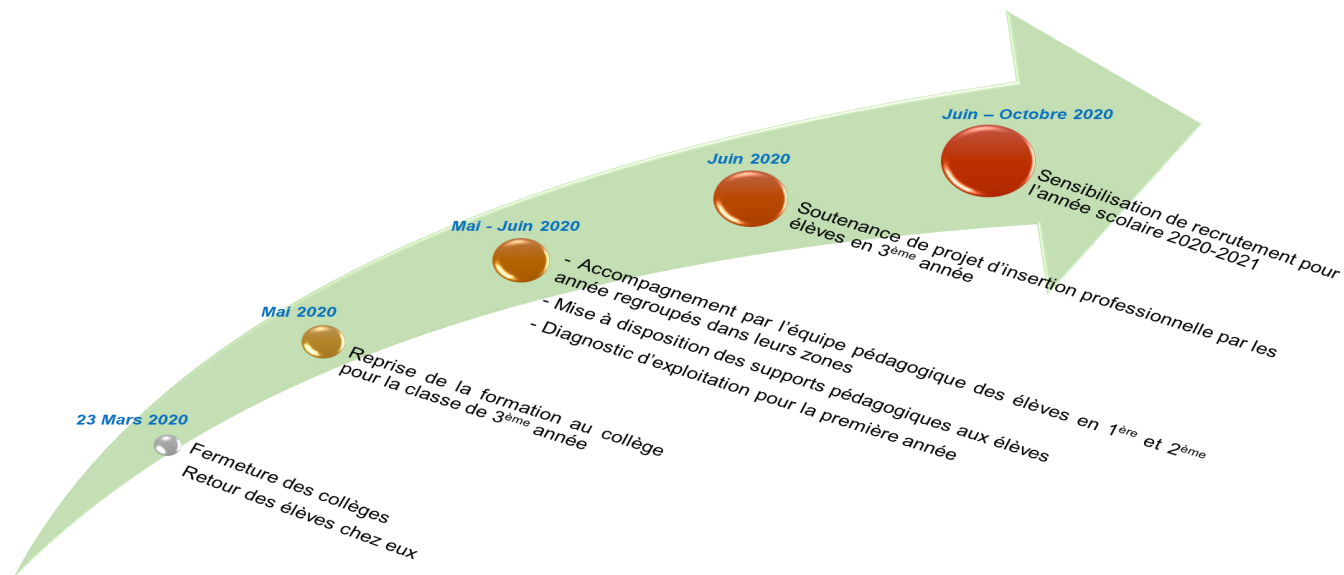 23 Mars 2020
Fermeture des collèges
Retour des élèves chez eux
Mai 2020
Reprise de la formation au collège
pour la classe de 3ème année
Mai - Juin 2020
- Accompagnement par l'équipe pédagogique des élèves en 1ère et 2ème
année regroupés dans leurs zones
- Mise à disposition des supports pédagogiques aux élèves
- Diagnostic d'exploitation pour la première année
Juin 2020
Soutenance de projet d'insertion professionnelle par les
élèves en 3ème année
Juin – Octobre 2020
Sensibilisation de recrutement pour
l'année scolaire 2020-2021